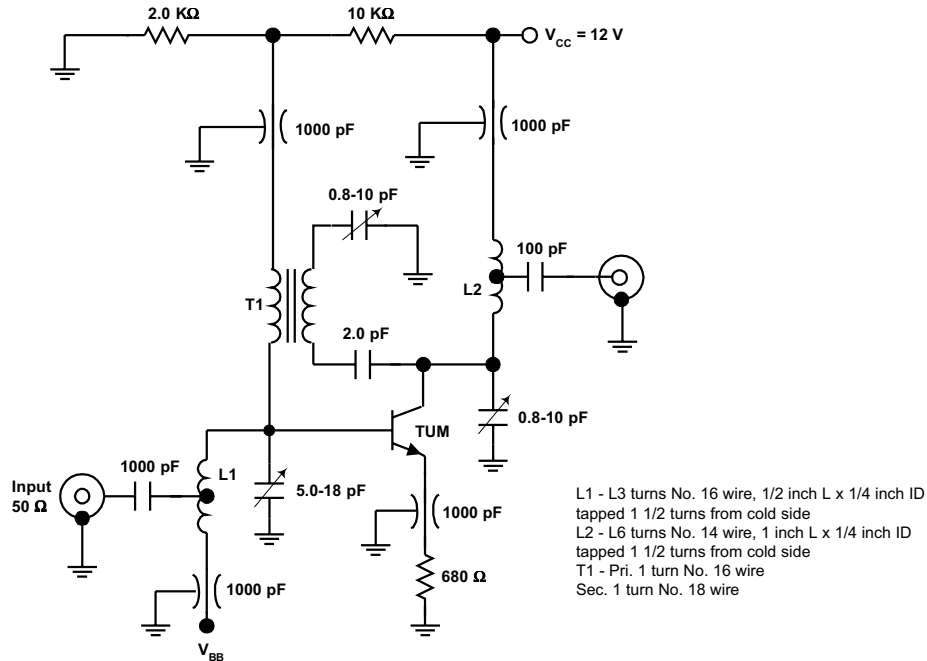 2.0 KΩ
10 KΩ
VCC = 12 V
1000 pF
1000 pF
0.8-10 pF
100 pF
T1
L2
2.0 pF
0.8-10 pF
TUM
1000 pF
L1
Input
50 Ω
5.0-18 pF
1000 pF
1000 pF
680 Ω
VBB
L1 - L3 turns No. 16 wire, 1/2 inch L x 1/4 inch ID
tapped 1 1/2 turns from cold side
L2 - L6 turns No. 14 wire, 1 inch L x 1/4 inch ID
tapped 1 1/2 turns from cold side
T1 - Pri. 1 turn No. 16 wire
Sec. 1 turn No. 18 wire